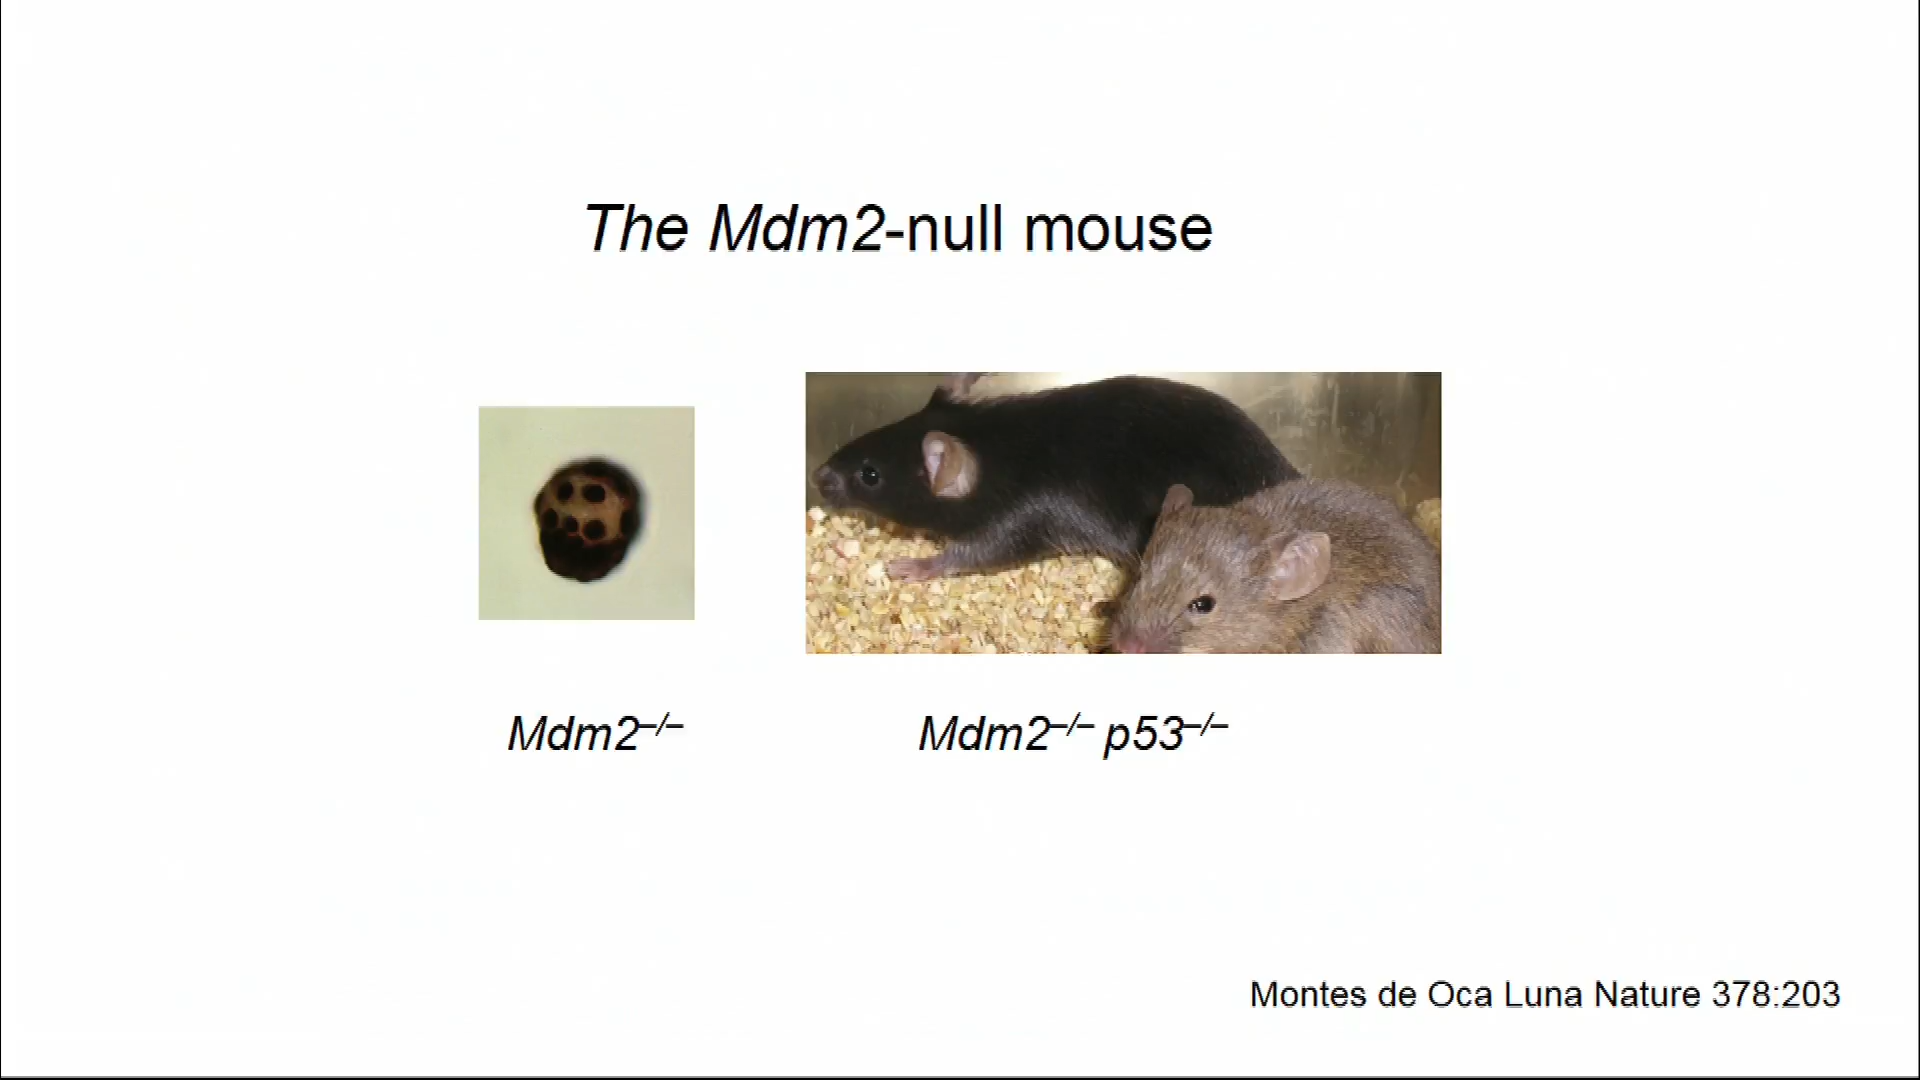 The Mdm2-null mouse
Mdm2–/–
Mdm2–/– p53–/–
Montes de Oca Luna Nature 378:203